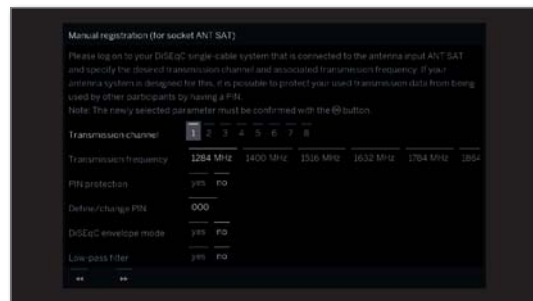 Manual registration (for socket ANT SAT)
Please log on to your DiSEqC single-cable system that is connected to the antenna input ANT SAT
and specify the desired transmission channel and associated transmission frequency. If your
antenna system is designed for this, it is possible to protect your used transmission data from being
used by other participants by having a PIN.
Note: The newly selected parameter must be confirmed with the OK button.
Transmission channel 1 2 3 4 5 6 7 8
Transmission frequency 1284 MHz 1400 MHz 1516 MHz 1632 MHz 1784 MHz 1864
PIN protection yes no
Define/change PIN 000
DiSEqC envelope mode yes no
Low-pass filter yes no